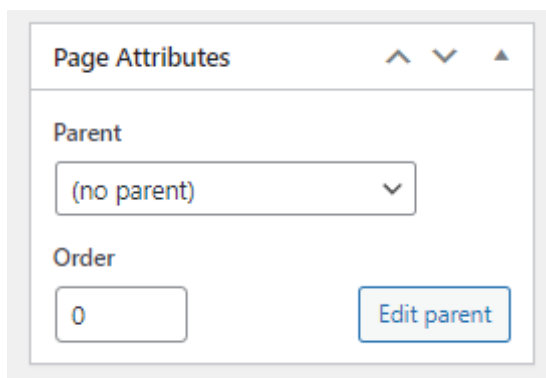 Page Attributes
Parent
(no parent)
Order
0 Edit parent